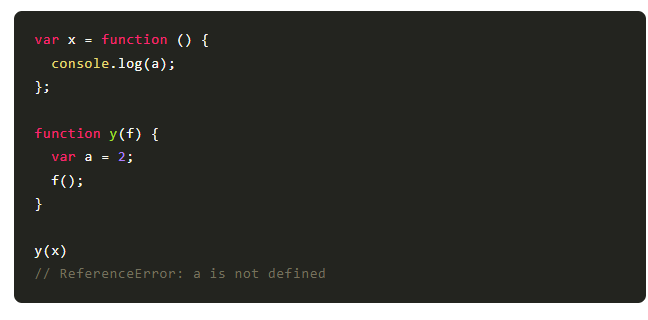 var x = function () {
  console.log(a);
};

function y(f) {
  var a = 2;
  f();
}

y(x)
// ReferenceError: a is not defined